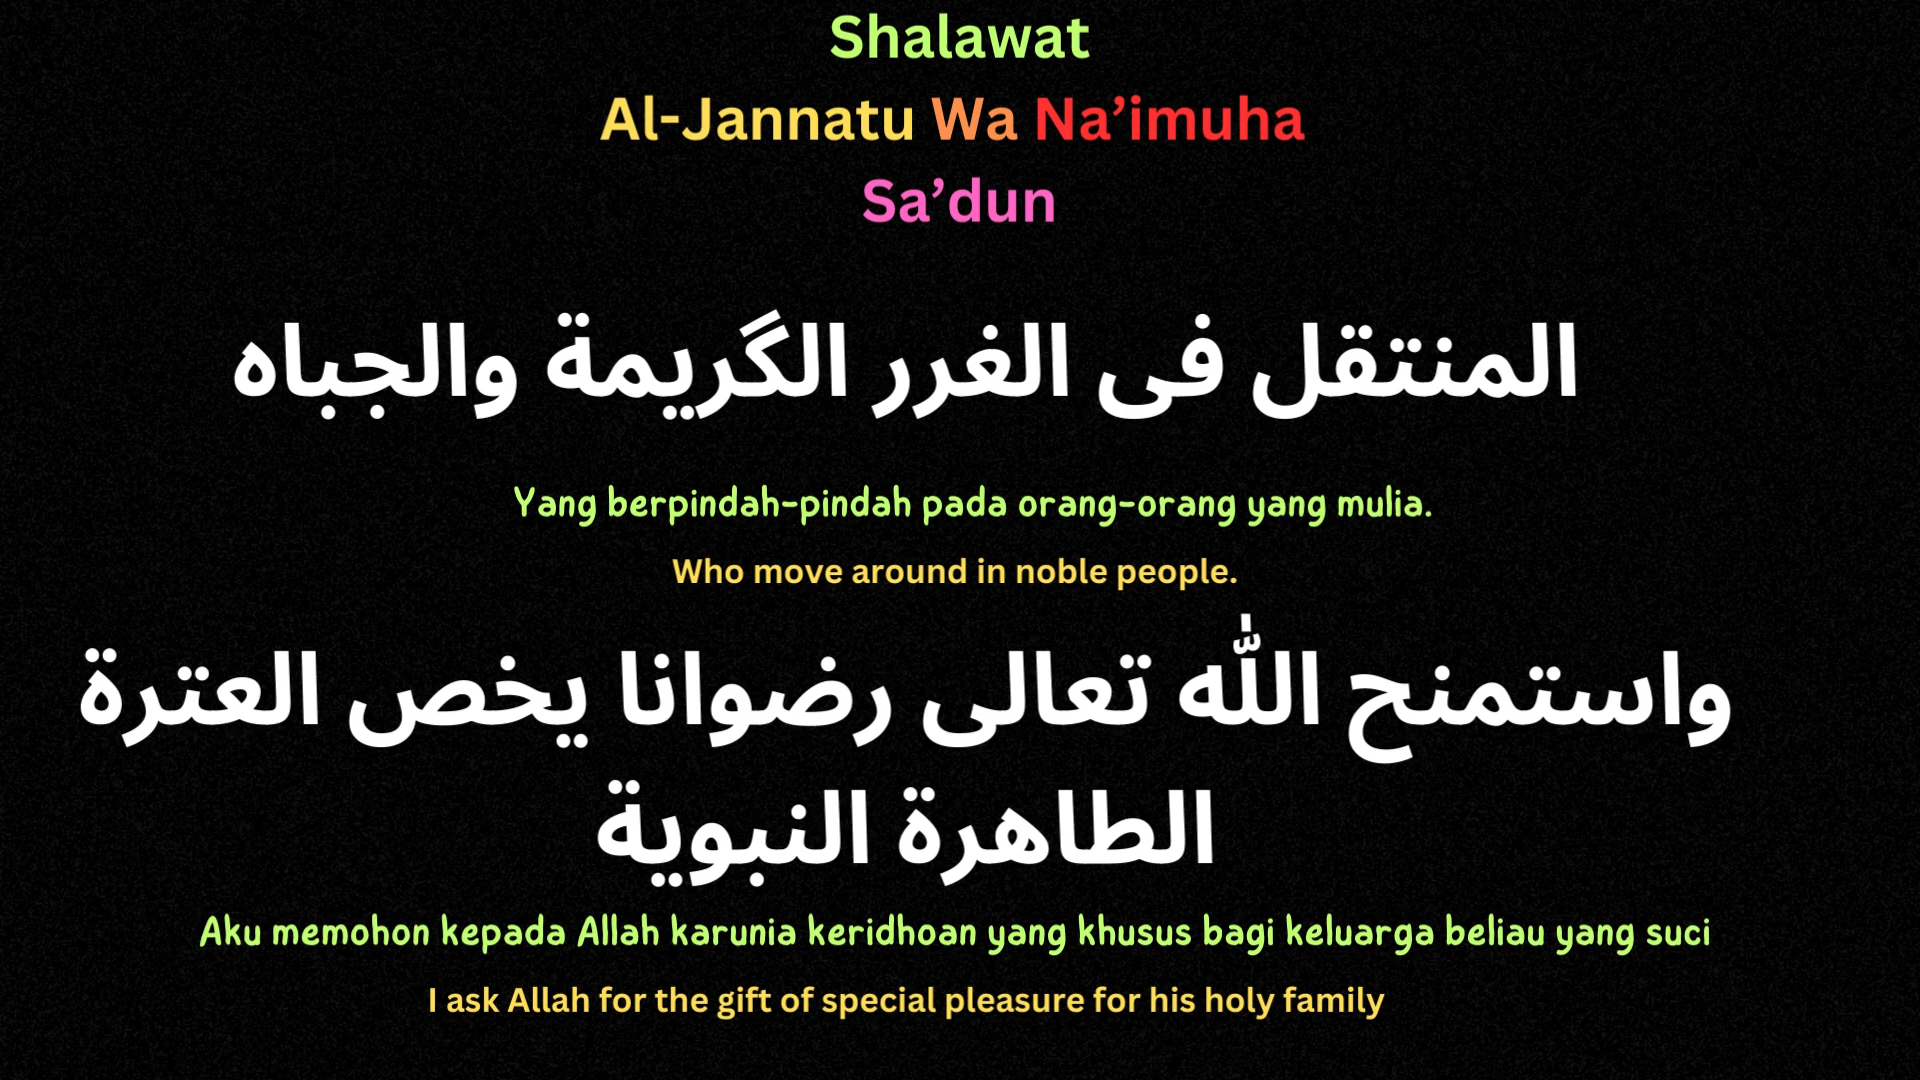 Shalawat
Al-Jannatu Wa Na’imuha
Sa’dun
المنتقل فى الغرر الگريمة والجباه
Yang berpindah-pindah pada orang-orang yang mulia.
Who move around in noble people.
واستمنح الله تعالى رضوانا يخص العترة
الطاهرة النبوية
Aku memohon kepada Allah karunia keridhoan yang khusus bagi keluarga beliau yang suci
I ask Allah for the gift of special pleasure for his holy family